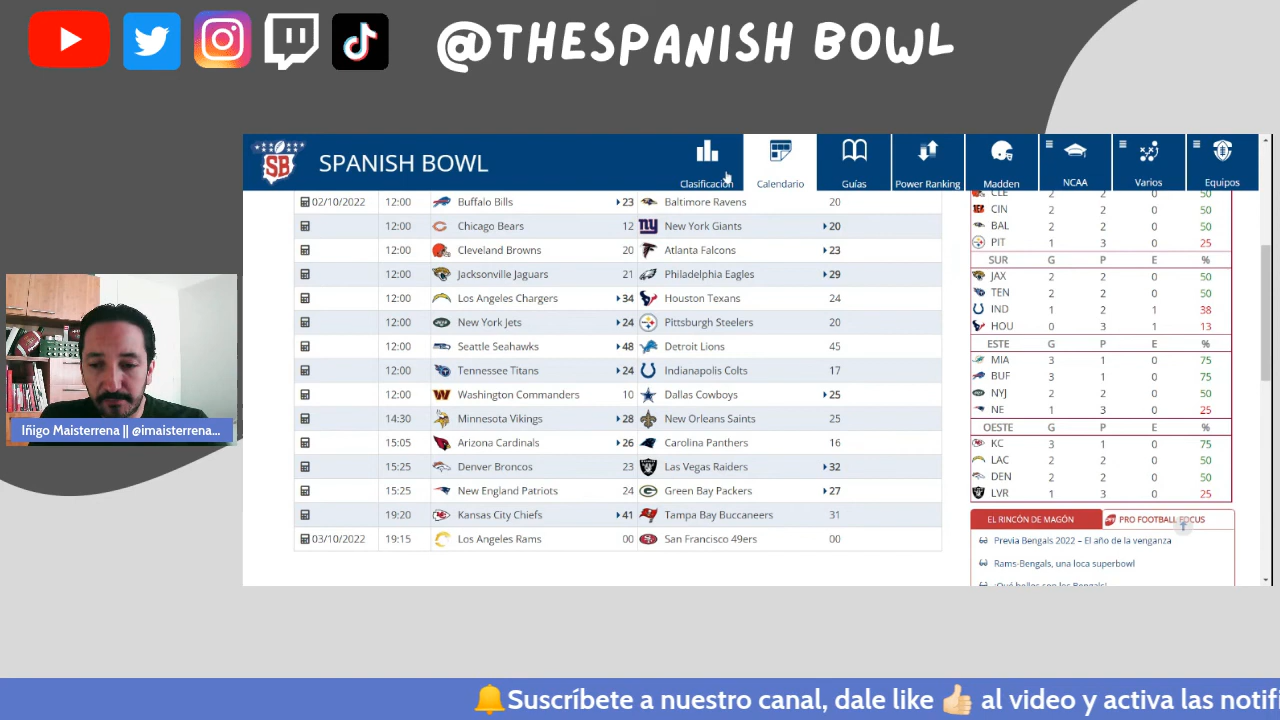 @THESPANISH BOWL
SB
SPANISH BOWL
Clasificación
Calendario
Guías
Power Ranking
Madden
NCAA
Varios
Equipos
02/10/2022 12:00 Buffalo Bills 23 Baltimore Ravens 20
12:00 Chicago Bears 12 New York Giants 20
12:00 Cleveland Browns 20 Atlanta Falcons 23
12:00 Jacksonville Jaguars 21 Philadelphia Eagles 29
12:00 Los Angeles Chargers 34 Houston Texans 24
12:00 New York Jets 24 Pittsburgh Steelers 20
12:00 Seattle Seahawks 48 Detroit Lions 45
12:00 Tennessee Titans 24 Indianapolis Colts 17
12:00 Washington Commanders 10 Dallas Cowboys 25
14:30 Minnesota Vikings 28 New Orleans Saints 25
15:05 Arizona Cardinals 26 Carolina Panthers 16
15:25 Denver Broncos 23 Las Vegas Raiders 32
15:25 New England Patriots 24 Green Bay Packers 27
19:20 Kansas City Chiefs 41 Tampa Bay Buccaneers 31
03/10/2022 19:15 Los Angeles Rams 00 San Francisco 49ers 00
CLE 2 2 0 50
CIN 2 2 0 50
BAL 2 2 0 50
PIT 1 3 0 25
SUR G P E %
JAX 2 2 0 50
TEN 2 2 0 50
IND 1 2 1 38
HOU 0 3 1 13
ESTE G P E %
MIA 3 1 0 75
BUF 3 1 0 75
NYJ 2 2 0 50
NE 1 3 0 25
OESTE G P E %
KC 3 1 0 75
LAC 2 2 0 50
DEN 2 2 0 50
LVR 1 3 0 25
EL RINCÓN DE MAGÓN
PRO FOOTBALL FOCUS
Previa Bengals 2022 – El año de la venganza
Rams-Bengals, una loca superbowl
¡Qué bellos son los Bengals!
Iñigo Maisterrena || @imaisterrena...
Suscríbete a nuestro canal, dale like al video y activa las notifi